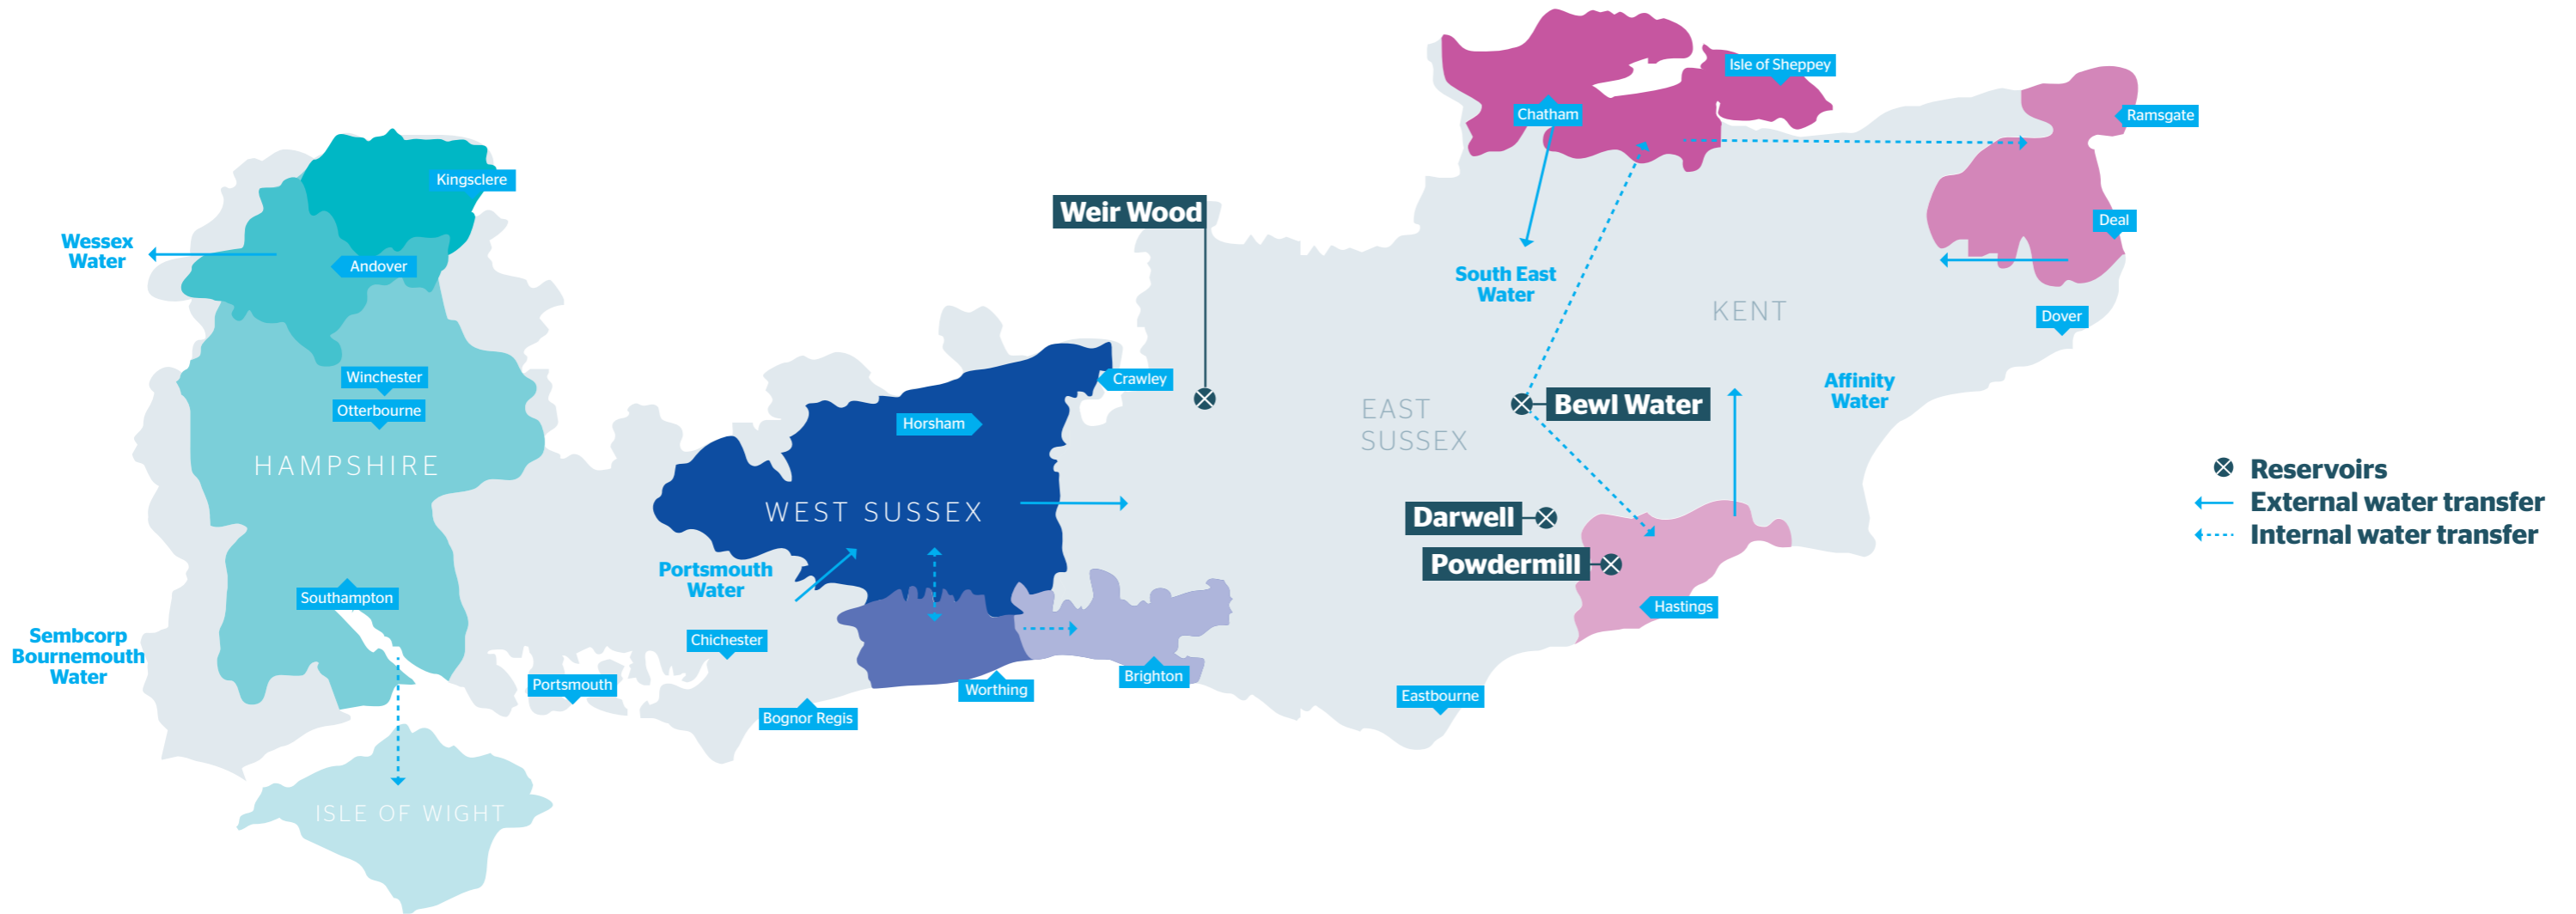 Isle of Sheppey
Chatham
Ramsgate
Kingsclere
Weir Wood
Deal
Wessex
Water
Andover
South East
Water
KENT
Dover
Winchester
Otterbourne
Crawley
Affinity
Water
Horsham
EAST
SUSSEX
Bewl Water
HAMPSHIRE
WEST SUSSEX
Darwell
Powdermill
Reservoirs
External water transfer
Internal water transfer
Portsmouth
Water
Southampton
Hastings
Sembcorp
Bournemouth
Water
Chichester
Portsmouth
Worthing
Brighton
Bognor Regis
Eastbourne
ISLE OF WIGHT